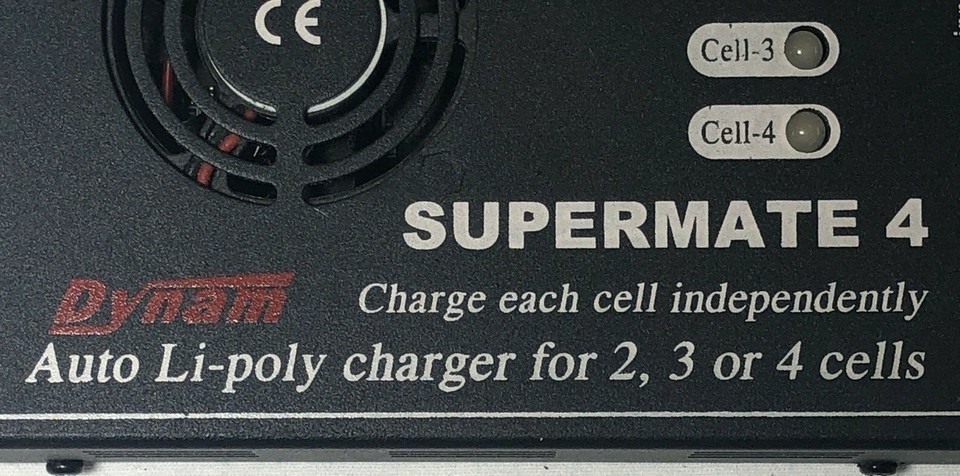 CE
Cell-3
Cell-4
SUPERMATE 4
Dynam
Charge each cell independently
Auto Li-poly charger for 2, 3 or 4 cells